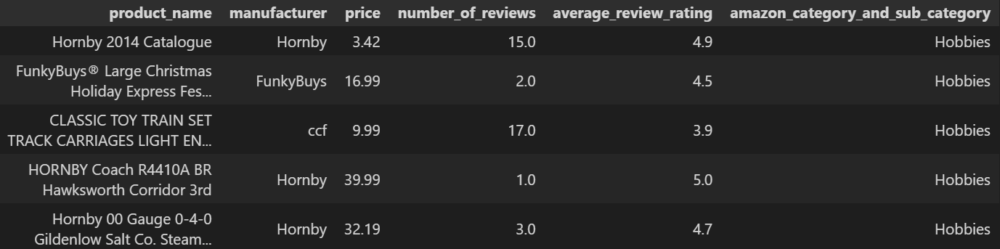 product_name manufacturer price number_of_reviews average_review_rating amazon_category_and_sub_category
Hornby 2014 Catalogue Hornby 3.42 15.0 4.9 Hobbies
FunkyBuys® Large Christmas
Holiday Express Fes... FunkyBuys 16.99 2.0 4.5 Hobbies
CLASSIC TOY TRAIN SET
TRACK CARRIAGES LIGHT EN... ccf 9.99 17.0 3.9 Hobbies
HORNBY Coach R4410A BR
Hawksworth Corridor 3rd Hornby 39.99 1.0 5.0 Hobbies
Hornby 00 Gauge 0-4-0
Gildenlow Salt Co. Steam... Hornby 32.19 3.0 4.7 Hobbies